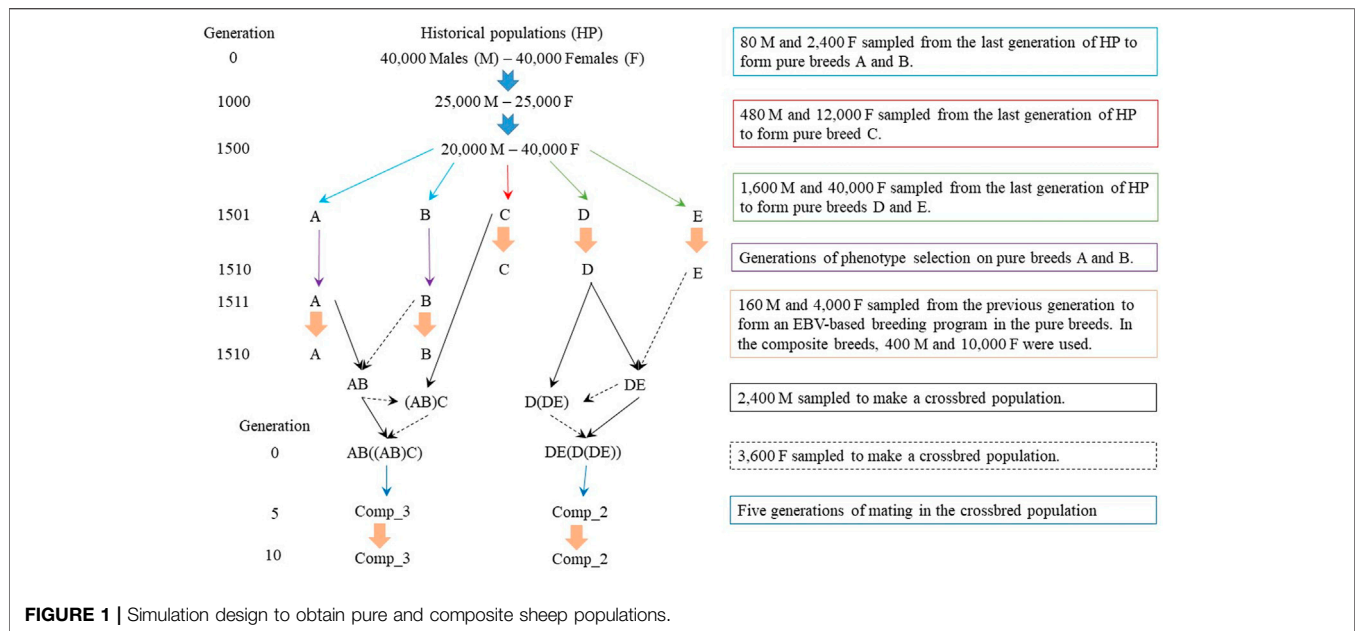 Generation
Historical populations (HP)
0
40,000 Males (M) – 40,000 Females (F)
1000
25,000 M – 25,000 F
1500
20,000 M – 40,000 F
1501
A
B
C
D
E
1510
C
D
E
1511
A
B
1510
A
B
AB
DE
(AB)C
D(DE)
Generation
0
AB((AB)C)
DE(D(DE))
5
Comp_3
Comp_2
10
Comp_3
Comp_2
80 M and 2,400 F sampled from the last generation of HP to
form pure breeds A and B.
480 M and 12,000 F sampled from the last generation of HP
to form pure breed C.
1,600 M and 40,000 F sampled from the last generation of HP
to form pure breeds D and E.
Generations of phenotype selection on pure breeds A and B.
160 M and 4,000 F sampled from the previous generation to
form an EBV-based breeding program in the pure breeds. In
the composite breeds, 400 M and 10,000 F were used.
2,400 M sampled to make a crossbred population.
3,600 F sampled to make a crossbred population.
Five generations of mating in the crossbred population
FIGURE 1 | Simulation design to obtain pure and composite sheep populations.